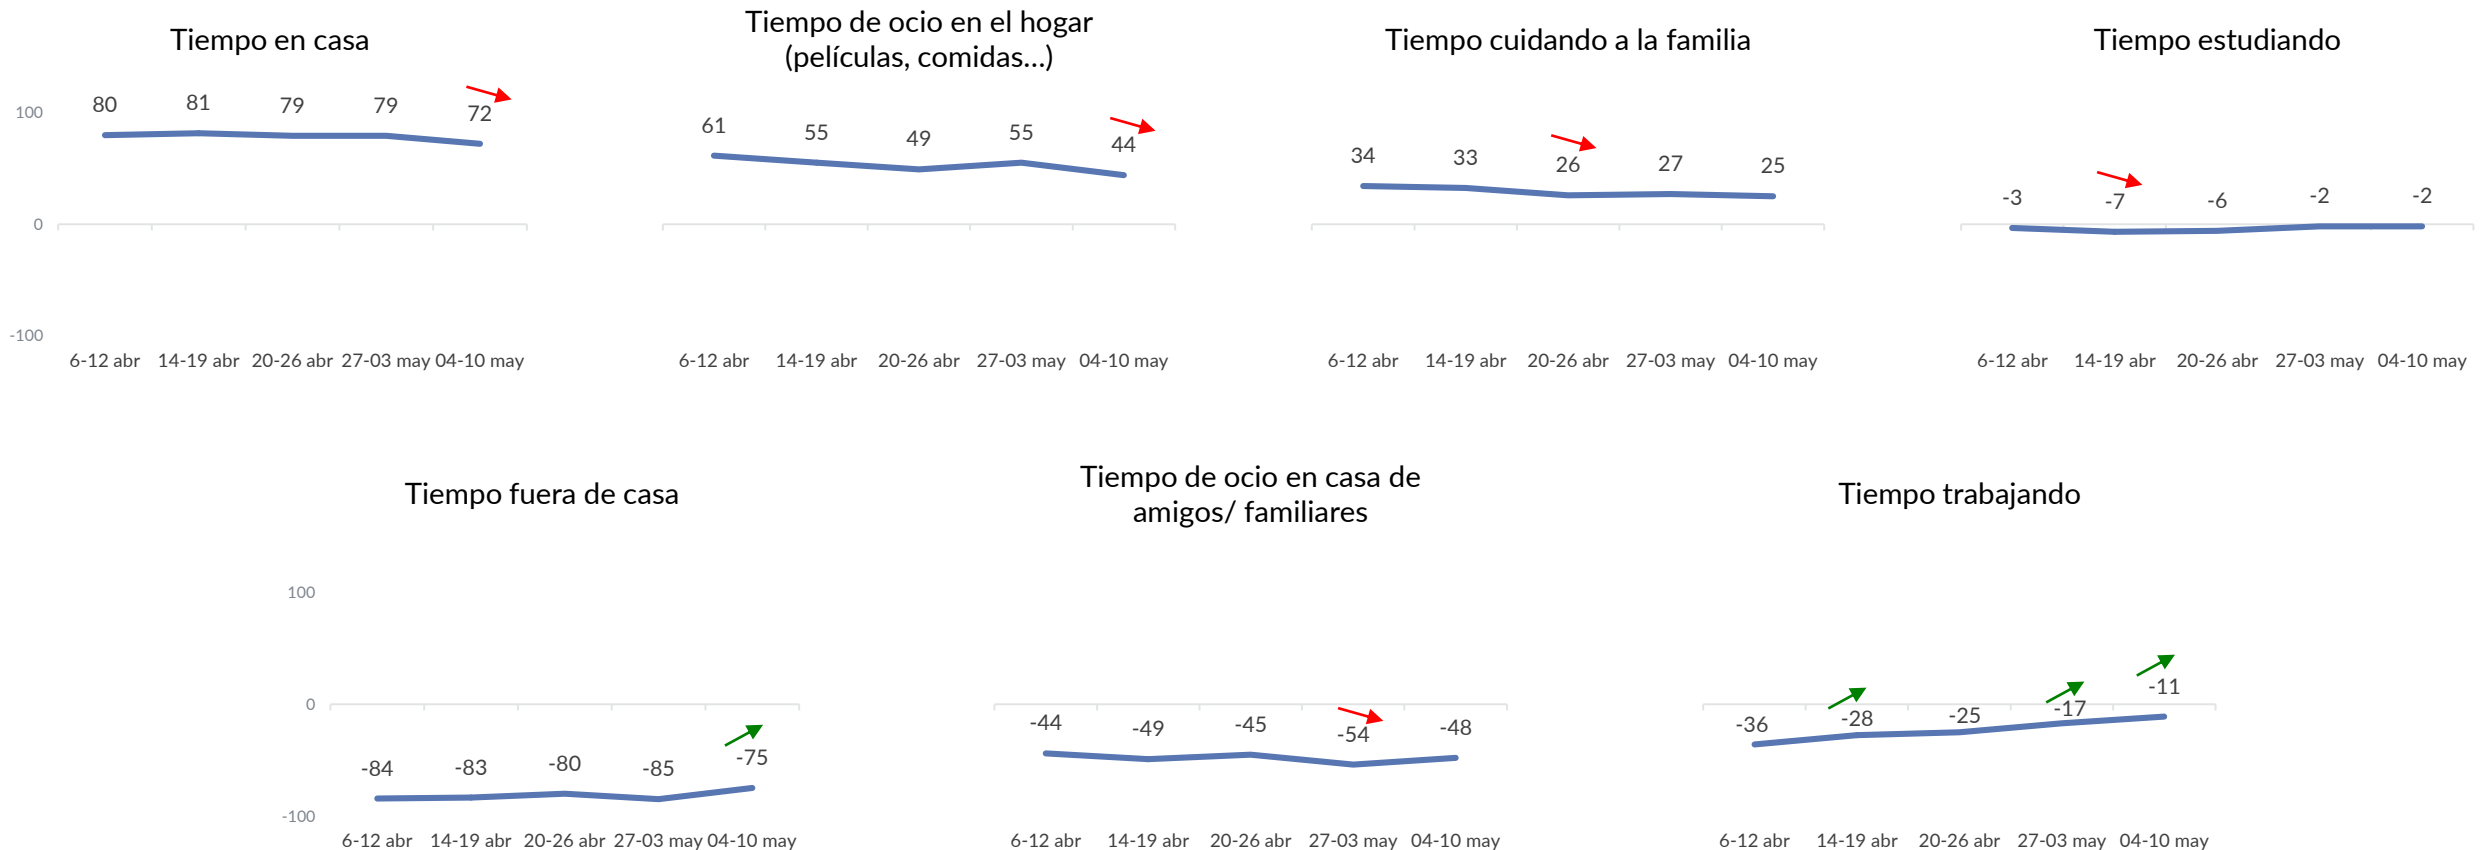 Tiempo en casa
100
0
-100
80 81 79 79 72
6-12 abr 14-19 abr 20-26 abr 27-03 may 04-10 may
Tiempo de ocio en el hogar
(películas, comidas...)
61 55 49 55 44
6-12 abr 14-19 abr 20-26 abr 27-03 may 04-10 may
Tiempo cuidando a la familia
34 33 26 27 25
6-12 abr 14-19 abr 20-26 abr 27-03 may 04-10 may
Tiempo estudiando
-3 -7 -6 -2 -2
6-12 abr 14-19 abr 20-26 abr 27-03 may 04-10 may
Tiempo fuera de casa
100
0
-100
-84 -83 -80 -85 -75
6-12 abr 14-19 abr 20-26 abr 27-03 may 04-10 may
Tiempo de ocio en casa de
amigos/ familiares
-44 -49 -45 -54 -48
6-12 abr 14-19 abr 20-26 abr 27-03 may 04-10 may
Tiempo trabajando
-36 -28 -25 -17 -11
6-12 abr 14-19 abr 20-26 abr 27-03 may 04-10 may